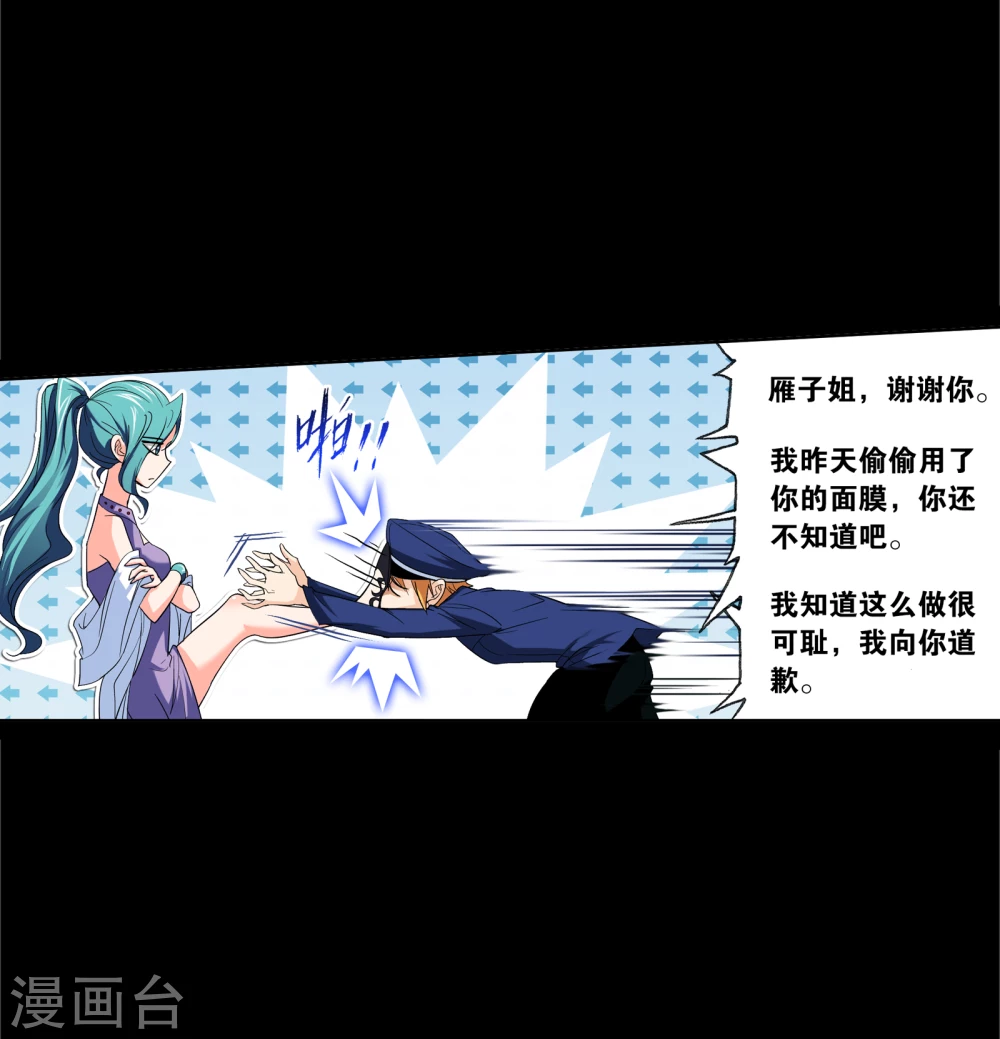 啪!!
雁子姐，谢谢你。
我昨天偷偷用了
你的面膜，你还
不知道吧。
我知道这么做很
可耻，我向你道
歉。
漫画台